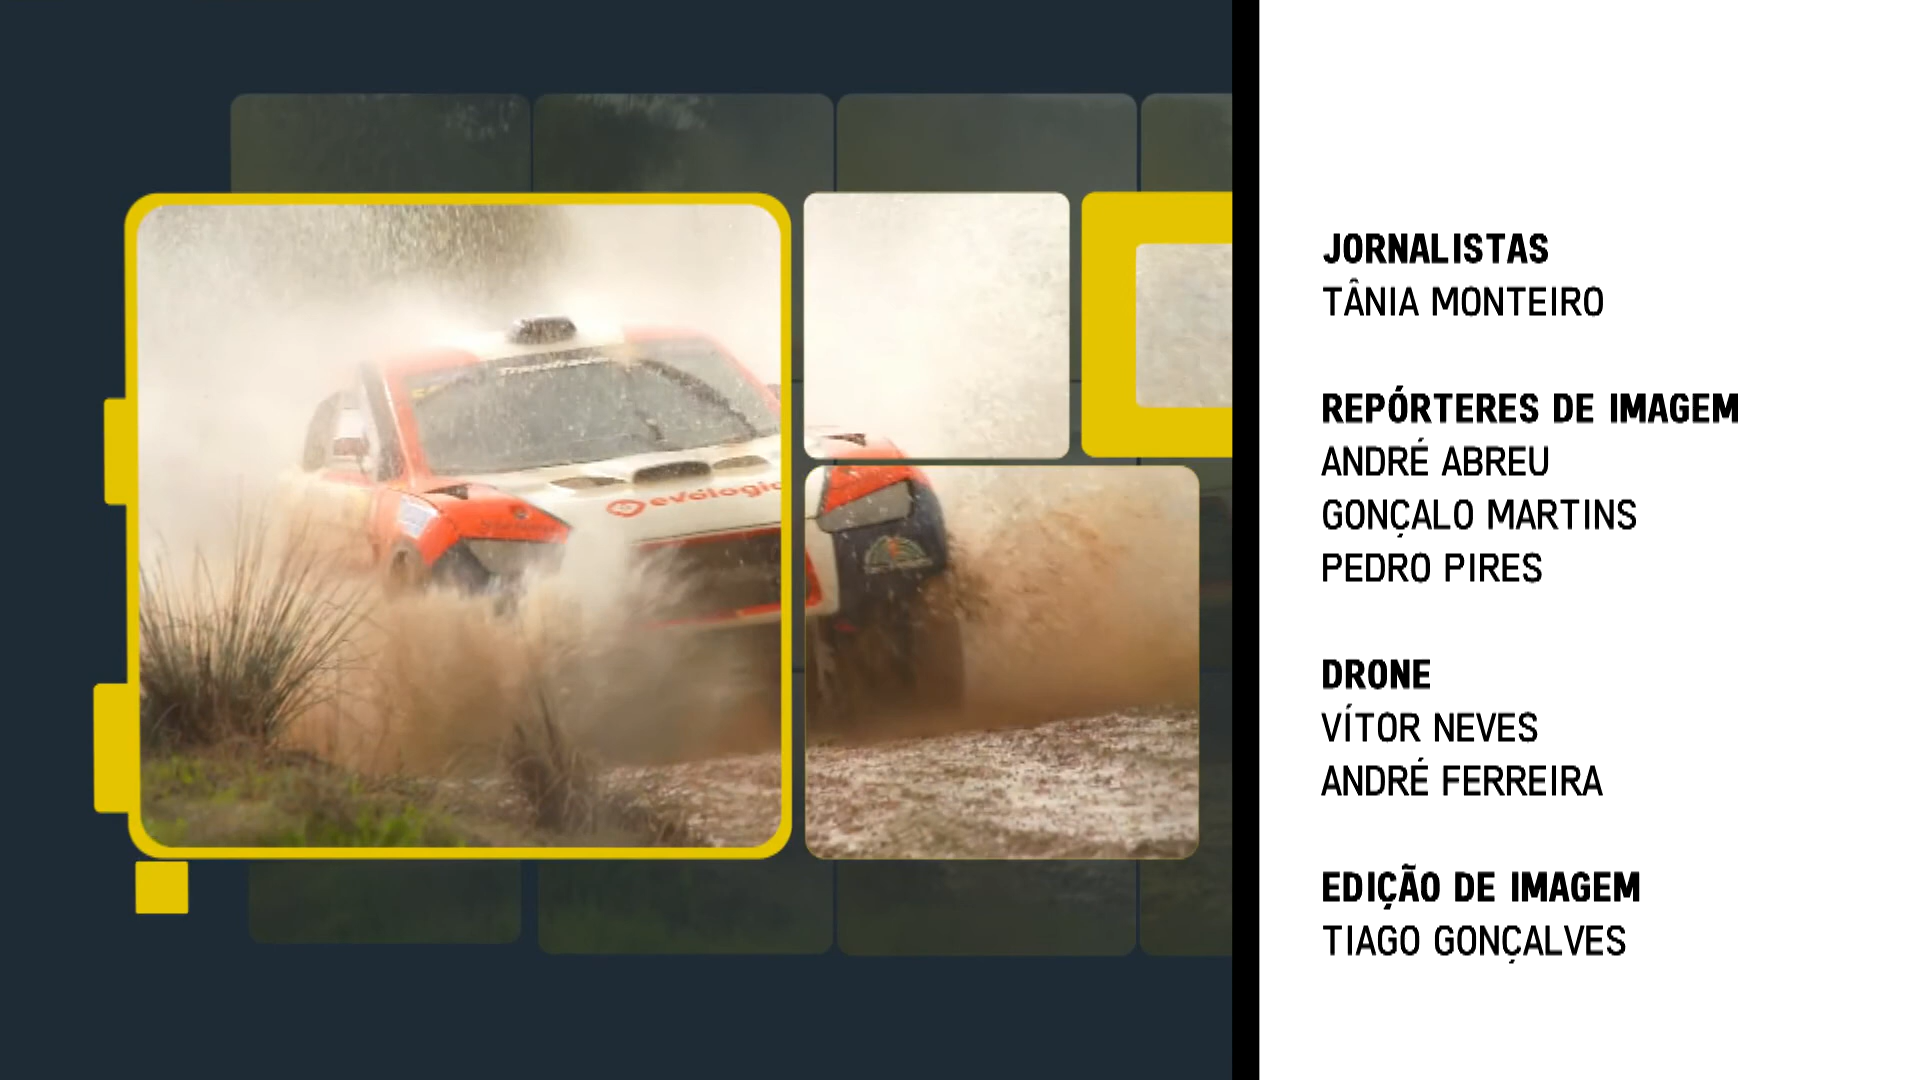 evologic
JORNALISTAS
TÂNIA MONTEIRO
REPÓRTERES DE IMAGEM
ANDRÉ ABREU
GONÇALO MARTINS
PEDRO PIRES
DRONE
VÍTOR NEVES
ANDRÉ FERREIRA
EDIÇÃO DE IMAGEM
TIAGO GONÇALVES